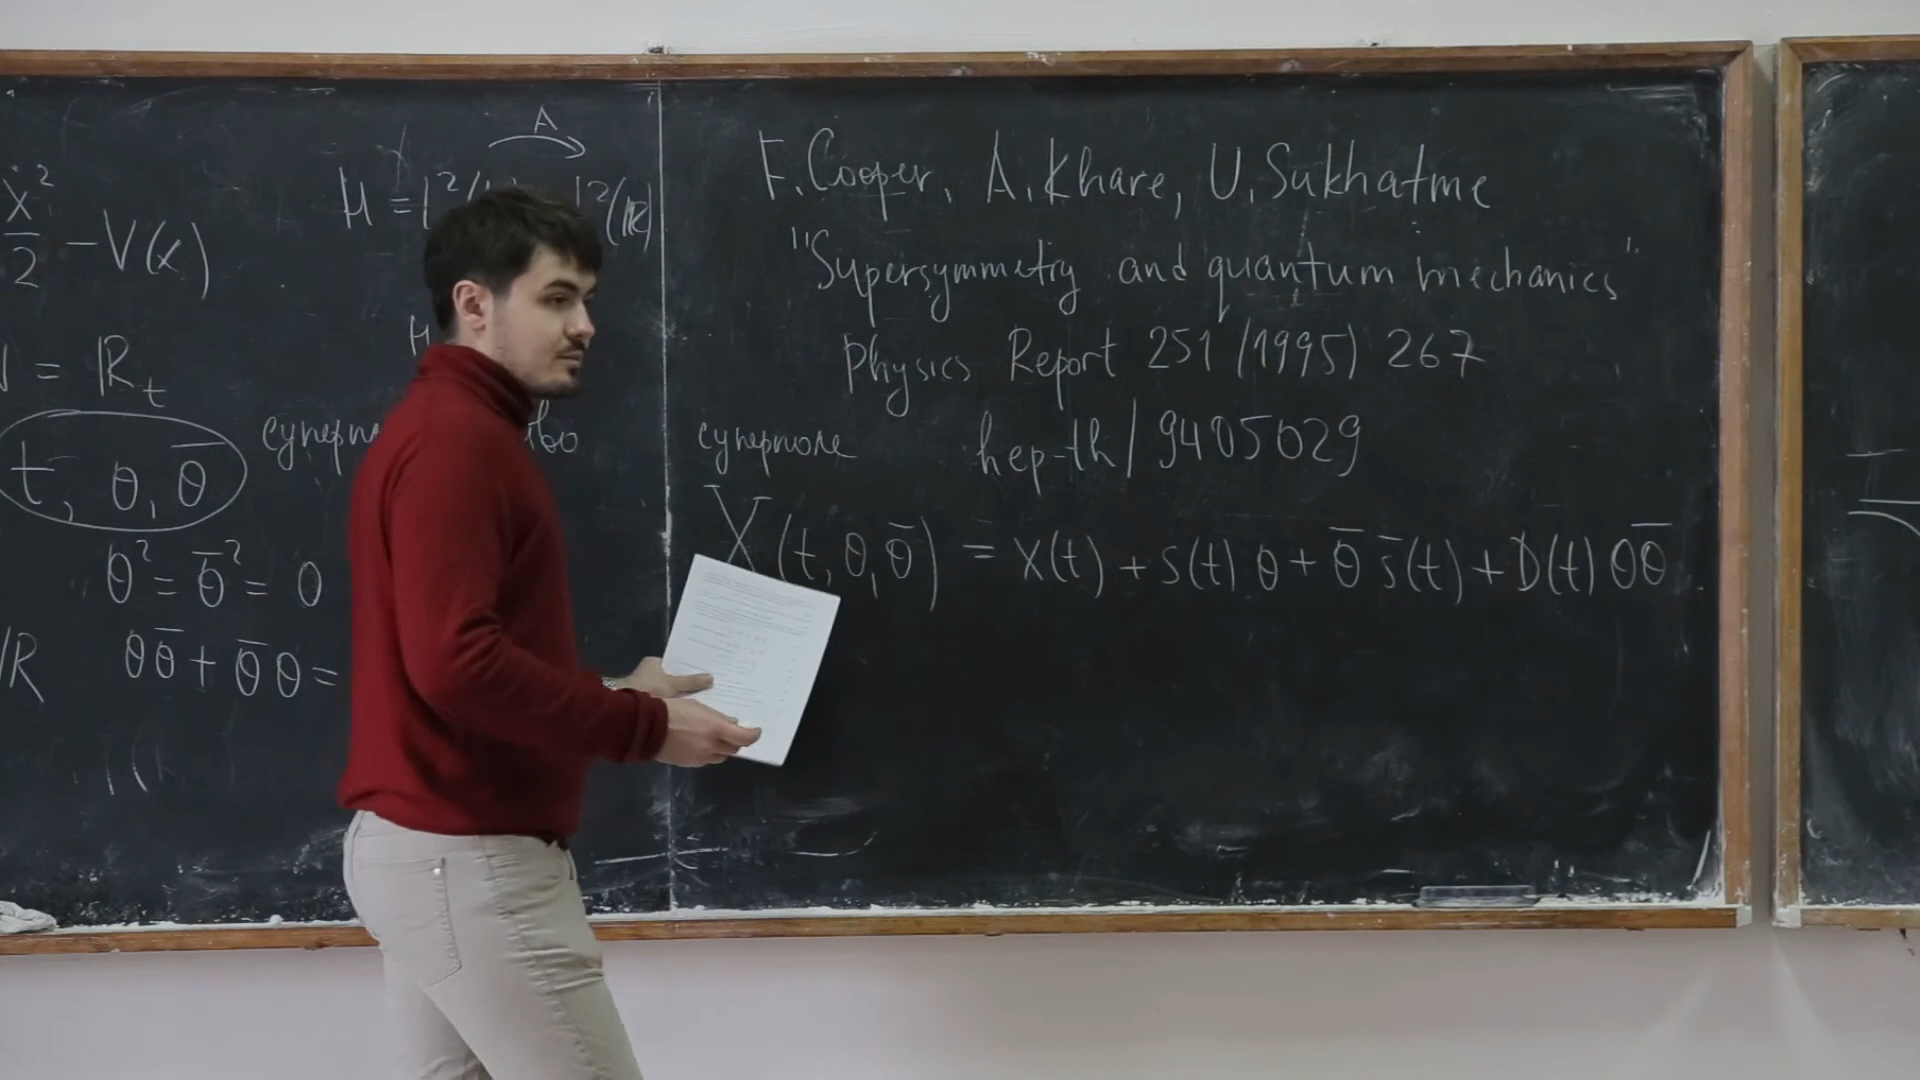 ẋ²/2 - V(x)
A
H =
ℝ)
= ℝ_t
t, θ, θ̄
θ² = θ̄² = 0
ℝ θθ̄ + θ̄θ =
F. Cooper, A. Khare, U. Sukhatme
"Supersymmetry and quantum mechanics"
Physics Report 251 (1995) 267
суперполе hep-th/9405029
X(t, θ, θ̄) = x(t) + s(t) θ + θ̄ s̄(t) + D(t) θθ̄